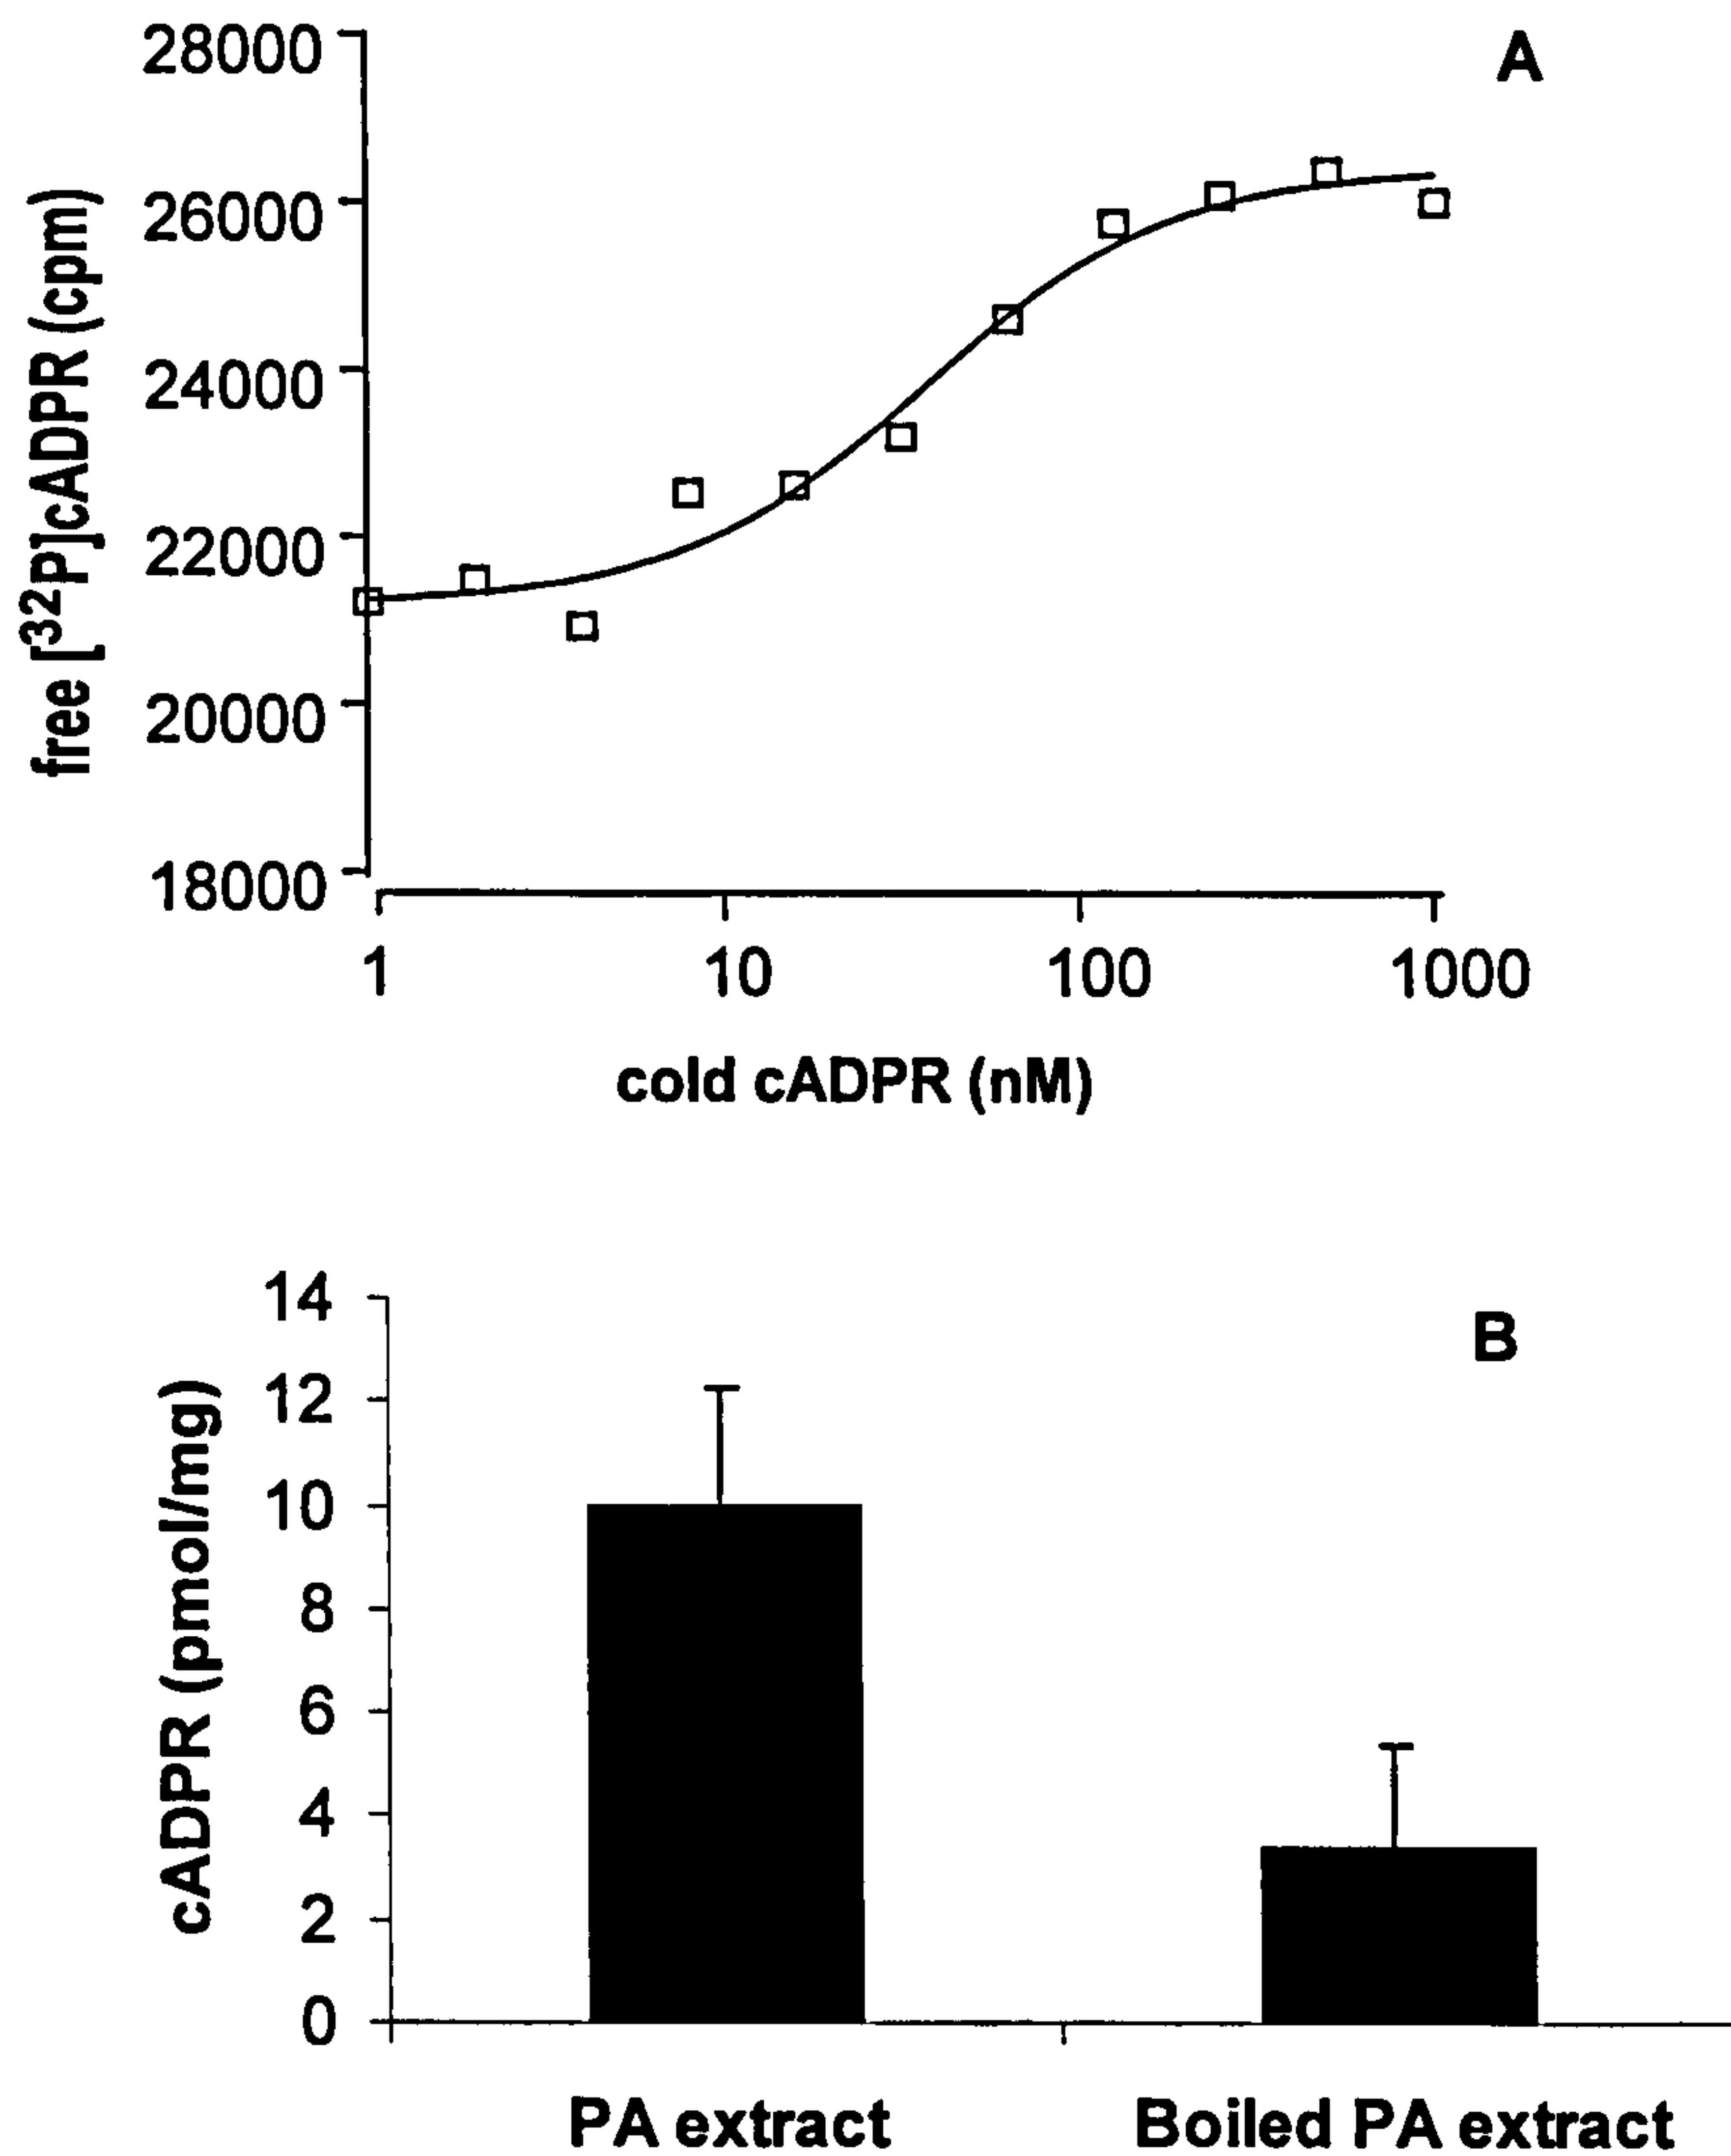 A
28000
26000
24000
22000
20000
18000
free [³²P]cADPR (cpm)
1 10 100 1000
cold cADPR (nM)
B
14
12
10
8
6
4
2
0
cADPR (pmol/mg)
PA extract Boiled PA extract